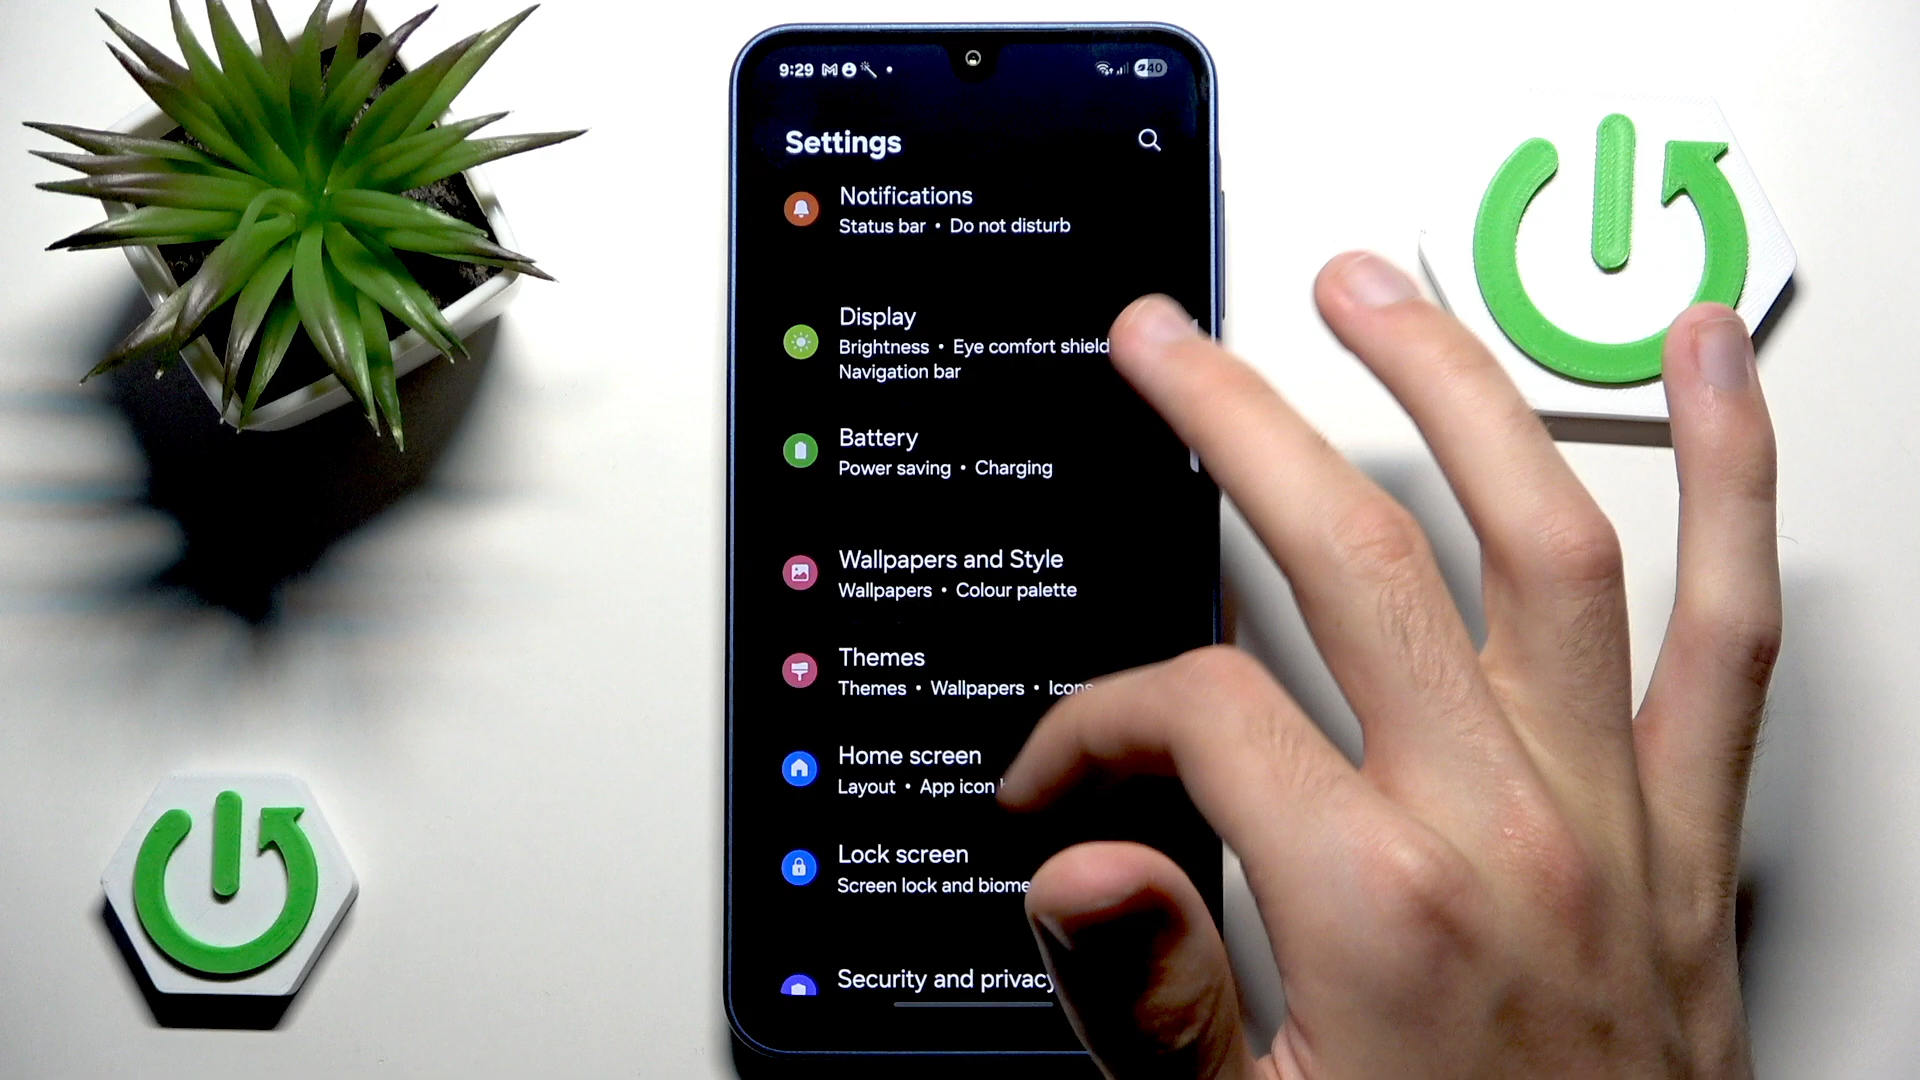 9:29
40
Settings
Notifications
Status bar • Do not disturb
Display
Brightness • Eye comfort shield
Navigation bar
Battery
Power saving • Charging
Wallpapers and Style
Wallpapers • Colour palette
Themes
Themes • Wallpapers • Icons
Home screen
Layout • App icon
Lock screen
Screen lock and
Security and privacy